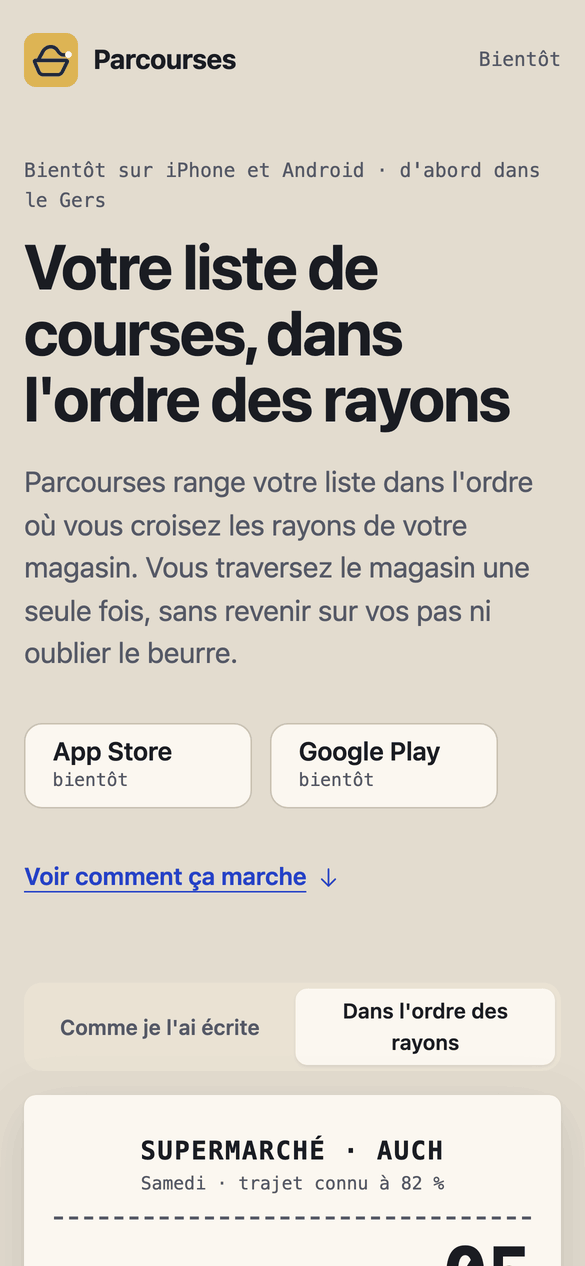 Parcourses
Bientôt
Bientôt sur iPhone et Android · d'abord dans
le Gers
Votre liste de
courses, dans
l'ordre des rayons
Parcourses range votre liste dans l'ordre
où vous croisez les rayons de votre
magasin. Vous traversez le magasin une
seule fois, sans revenir sur vos pas ni
oublier le beurre.
App Store
bientôt
Google Play
bientôt
Voir comment ça marche ↓
Comme je l'ai écrite
Dans l'ordre des
rayons
SUPERMARCHÉ · AUCH
Samedi · trajet connu à 82 %